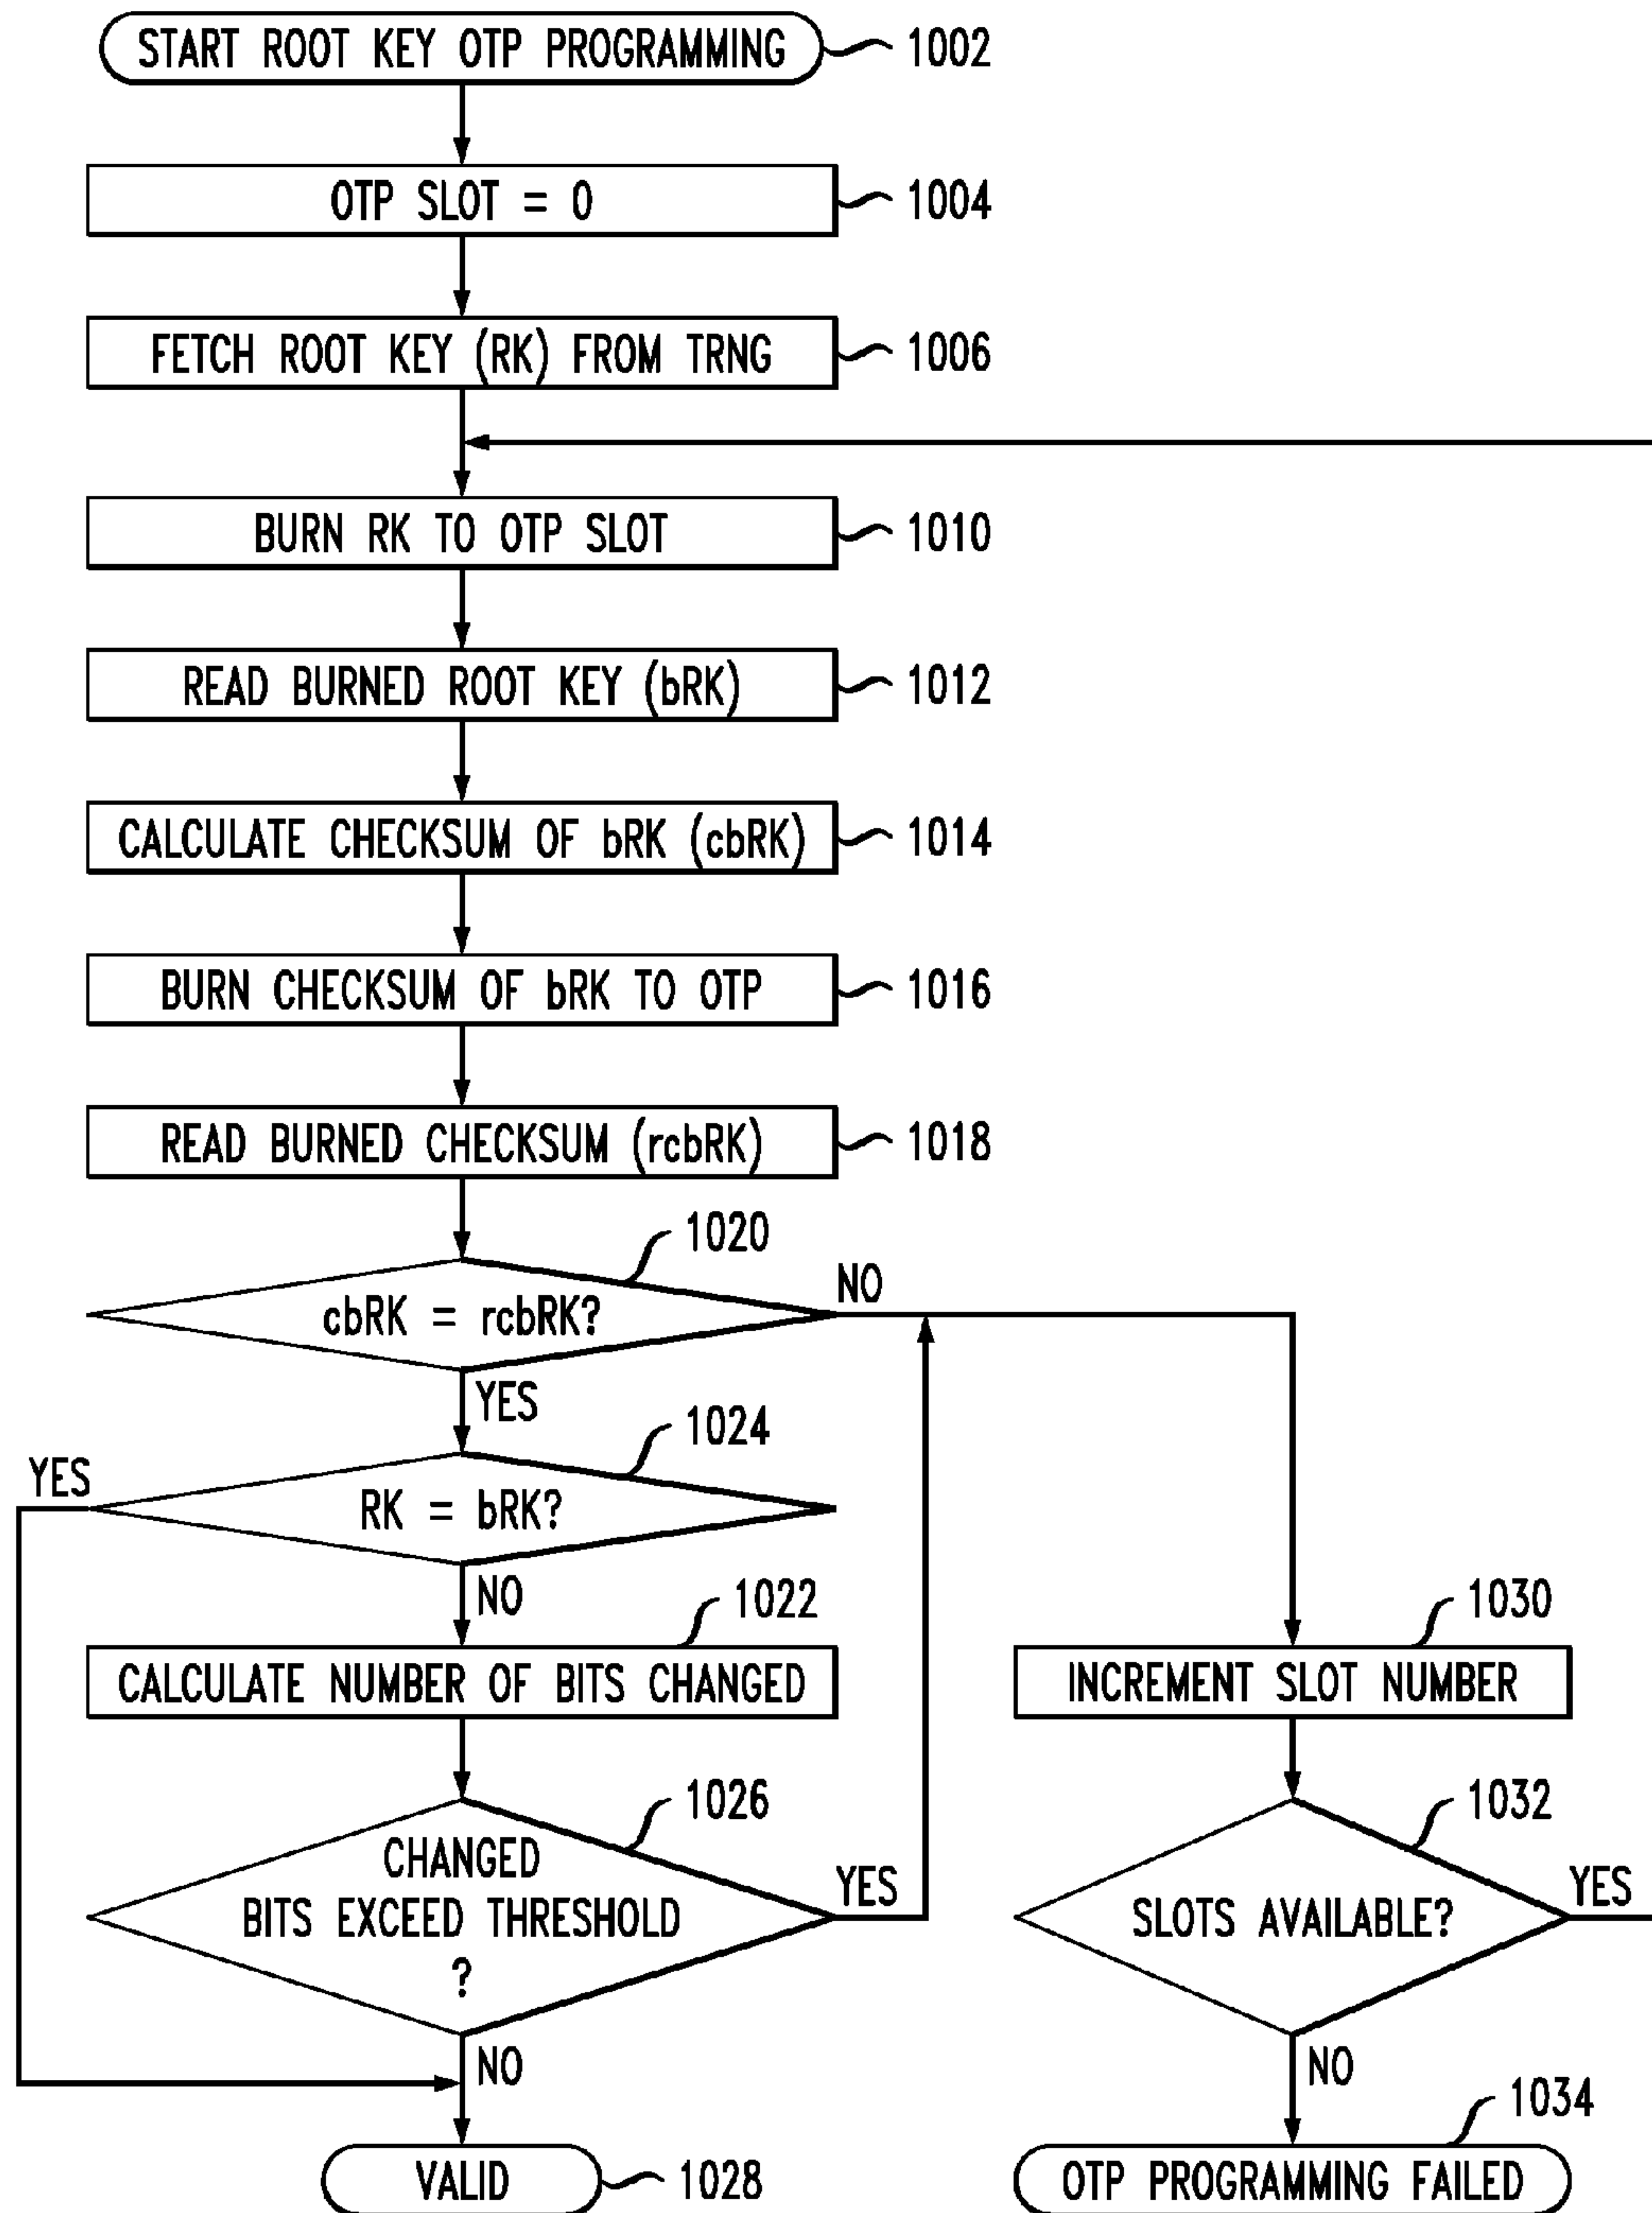 START ROOT KEY OTP PROGRAMMING
1002
OTP SLOT = 0
1004
FETCH ROOT KEY (RK) FROM TRNG
1006
BURN RK TO OTP SLOT
1010
READ BURNED ROOT KEY (bRK)
1012
CALCULATE CHECKSUM OF bRK (cbRK)
1014
BURN CHECKSUM OF bRK TO OTP
1016
READ BURNED CHECKSUM (rcbRK)
1018
1020
cbRK = rcbRK?
NO
YES
1024
YES
RK = bRK?
NO
1022
CALCULATE NUMBER OF BITS CHANGED
1030
INCREMENT SLOT NUMBER
1026
CHANGED
BITS EXCEED THRESHOLD
?
YES
NO
1032
SLOTS AVAILABLE?
YES
NO
VALID
1028
1034
OTP PROGRAMMING FAILED